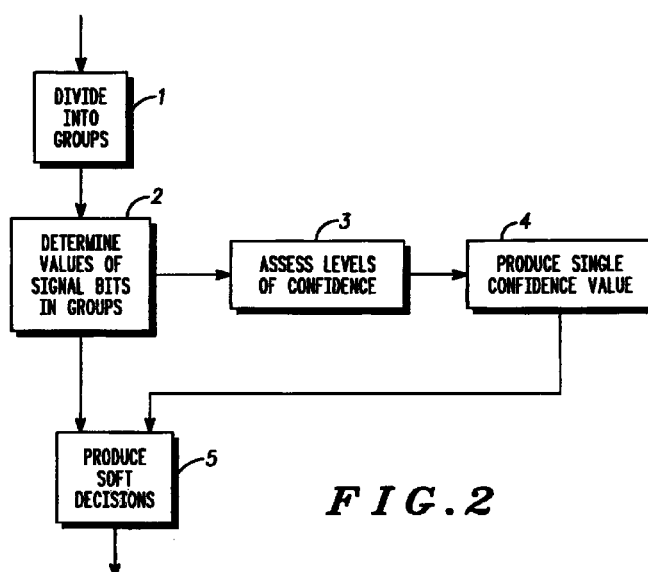 DIVIDE
INTO
GROUPS
1
DETERMINE
VALUES OF
SIGNAL BITS
IN GROUPS
2
ASSESS LEVELS
OF CONFIDENCE
3
PRODUCE SINGLE
CONFIDENCE VALUE
4
PRODUCE
SOFT
DECISIONS
5
FIG.2